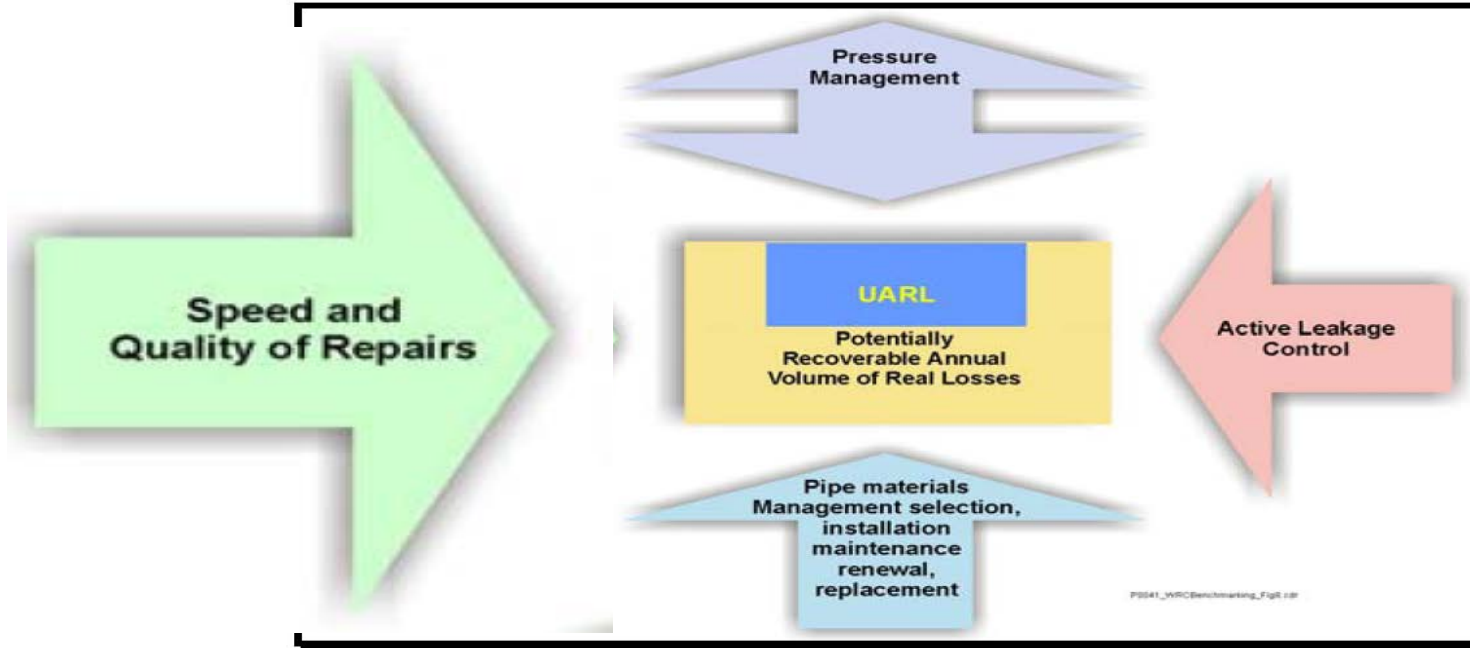 Pressure
Management
Speed and
Quality of Repairs
UARL
Potentially
Recoverable Annual
Volume of Real Losses
Active Leakage
Control
Pipe materials
Management selection,
installation
maintenance
renewal,
replacement